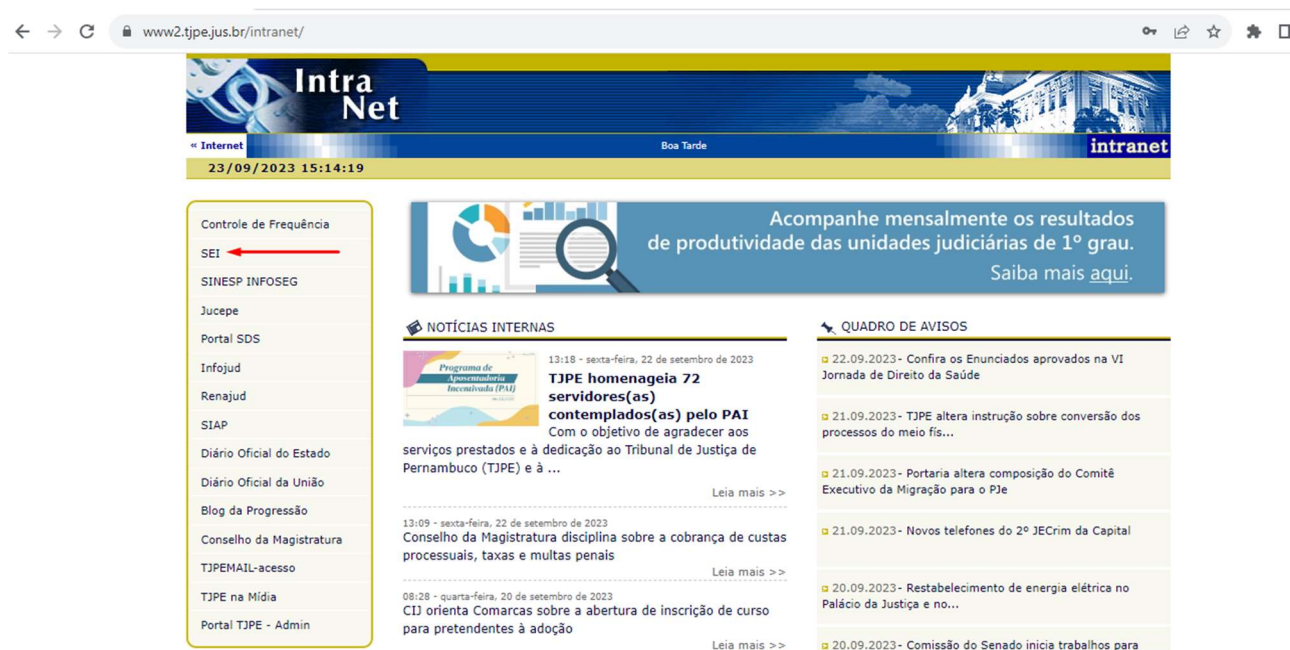 www2.tjpe.jus.br/intranet/
Intra
Net
« Internet
Boa Tarde
intranet
23/09/2023 15:14:19
Controle de Frequência
SEI
SINESP INFOSEG
Jucepe
Portal SDS
Infojud
Renajud
SIAP
Diário Oficial do Estado
Diário Oficial da União
Blog da Progressão
Conselho da Magistratura
TJPEMAIL-acesso
TJPE na Mídia
Portal TJPE - Admin
Acompanhe mensalmente os resultados
de produtividade das unidades judiciárias de 1º grau.
Saiba mais aqui.
NOTÍCIAS INTERNAS
Programa de
Aposentadoria
Incentivada (PAI)
13:18 - sexta-feira, 22 de setembro de 2023
TJPE homenageia 72
servidores(as)
contemplados(as) pelo PAI
Com o objetivo de agradecer aos
serviços prestados e à dedicação ao Tribunal de Justiça de
Pernambuco (TJPE) e à ...
Leia mais >>
13:09 - sexta-feira, 22 de setembro de 2023
Conselho da Magistratura disciplina sobre a cobrança de custas
processuais, taxas e multas penais
Leia mais >>
08:28 - quarta-feira, 20 de setembro de 2023
CIJ orienta Comarcas sobre a abertura de inscrição de curso
para pretendentes à adoção
Leia mais >>
QUADRO DE AVISOS
22.09.2023- Confira os Enunciados aprovados na VI
Jornada de Direito da Saúde
21.09.2023- TJPE altera instrução sobre conversão dos
processos do meio fís...
21.09.2023- Portaria altera composição do Comitê
Executivo da Migração para o PJe
21.09.2023- Novos telefones do 2º JECrim da Capital
20.09.2023- Restabelecimento de energia elétrica no
Palácio da Justiça e no...
20.09.2023- Comissão do Senado inicia trabalhos para